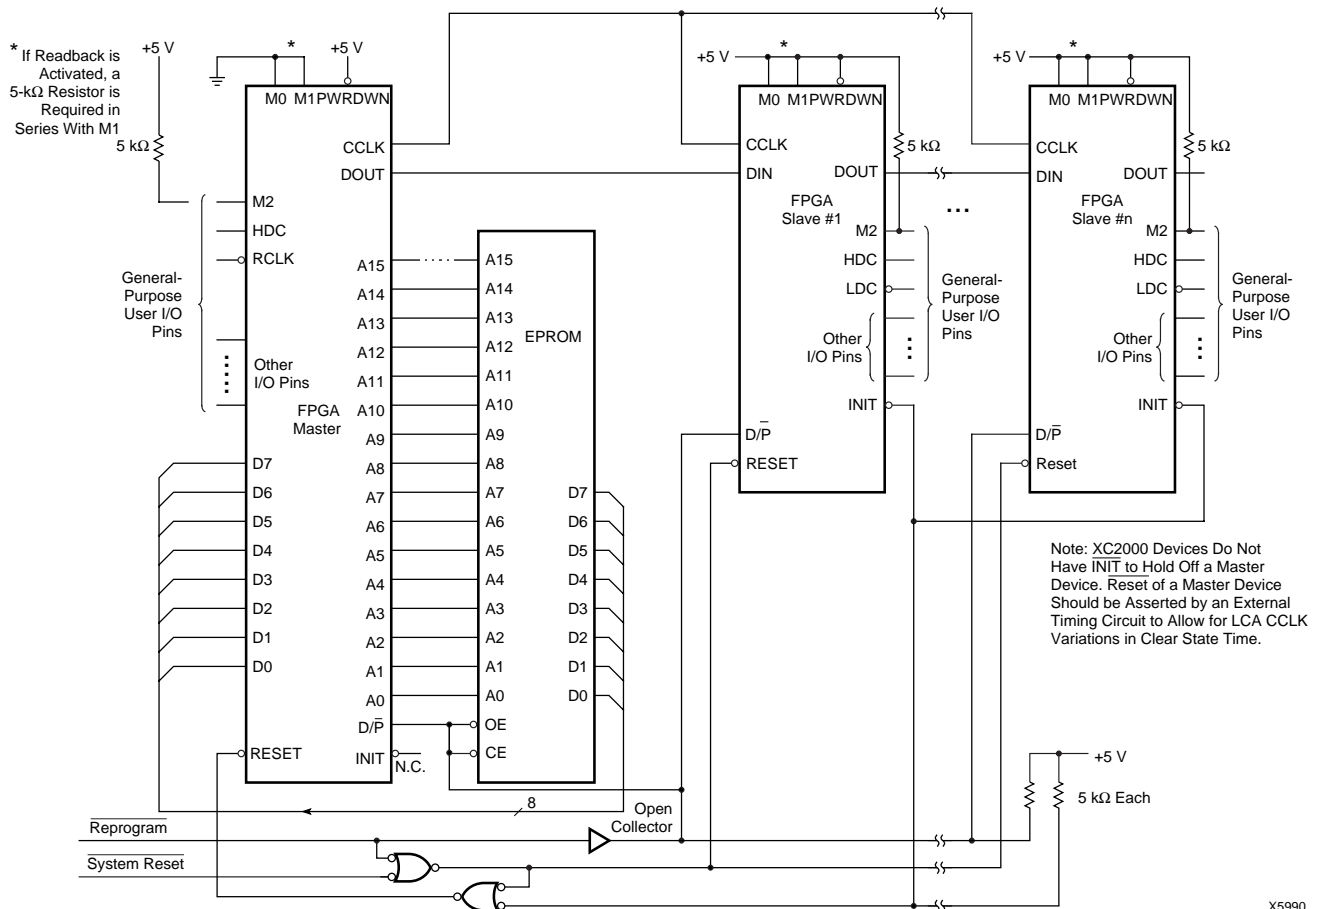 * If Readback is
Activated, a
5-kΩ Resistor is
Required in
Series With M1
+5 V
*
+5 V
5 kΩ
M0
M1
PWRDWN
CCLK
DOUT
M2
HDC
RCLK
General-
Purpose
User I/O
Pins
Other
I/O Pins
FPGA
Master
A15
A14
A13
A12
A11
A10
A9
A8
A7
A6
A5
A4
A3
A2
A1
A0
D/P̅
INIT
N.C.
D7
D6
D5
D4
D3
D2
D1
D0
RESET
A15
A14
A13
A12
A11
A10
A9
A8
A7
A6
A5
A4
A3
A2
A1
A0
OE
CE
EPROM
D7
D6
D5
D4
D3
D2
D1
D0
8
+5 V
*
M0
M1
PWRDWN
5 kΩ
CCLK
DIN
DOUT
FPGA
Slave #1
M2
HDC
LDC
Other
I/O Pins
General-
Purpose
User I/O
Pins
INIT
D/P̅
RESET
...
+5 V
*
M0
M1
PWRDWN
5 kΩ
CCLK
DIN
DOUT
FPGA
Slave #n
M2
HDC
LDC
Other
I/O Pins
General-
Purpose
User I/O
Pins
INIT
D/P̅
Reset
Note: XC2000 Devices Do Not
Have I̅N̅I̅T̅ to Hold Off a Master
Device. R̅e̅s̅e̅t̅ of a Master Device
Should be Asserted by an External
Timing Circuit to Allow for LCA CCLK
Variations in Clear State Time.
+5 V
5 kΩ Each
Open
Collector
R̅e̅p̅r̅o̅g̅r̅a̅m̅
S̅y̅s̅t̅e̅m̅ R̅e̅s̅e̅t̅
X5990